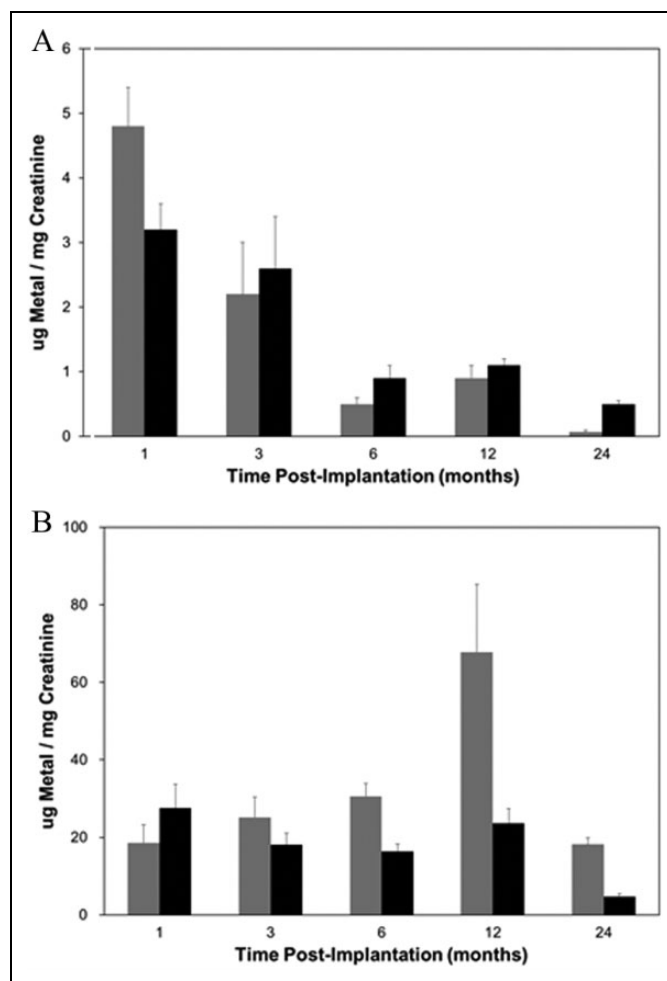 A
6
5
4
3
2
1
0
ug Metal / mg Creatinine
1 3 6 12 24
Time Post-Implantation (months)
B
100
80
60
40
20
0
ug Metal / mg Creatinine
1 3 6 12 24
Time Post-Implantation (months)